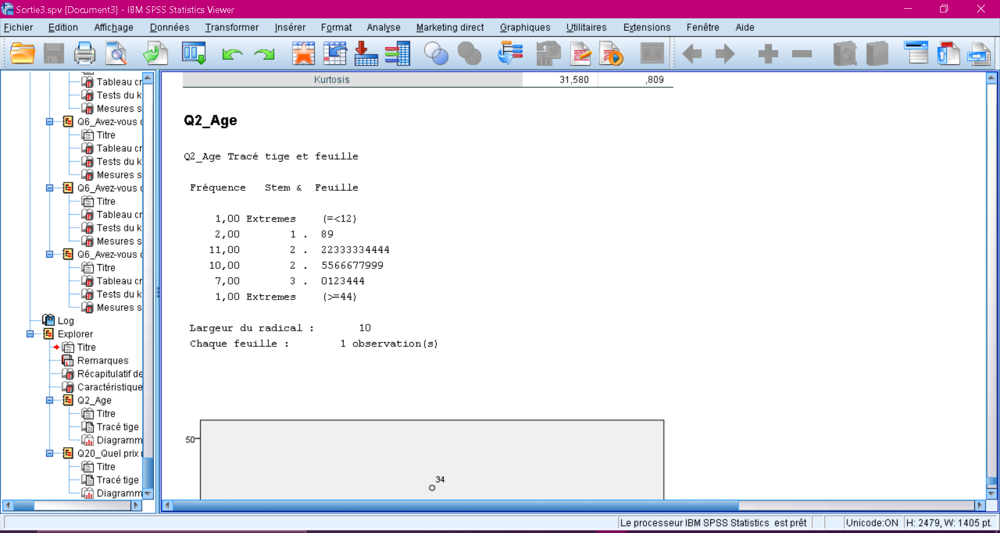 Sortie3.spv [Document3] - IBM SPSS Statistics Viewer
Fichier Edition Affichage Données Transformer Insérer Format Analyse Marketing direct Graphiques Utilitaires Extensions Fenêtre Aide
Tableau cr
Tests du k
Mesures s
Q6_Avez-vous
Titre
Tableau cr
Tests du k
Mesures s
Q6_Avez-vous
Titre
Tableau cr
Tests du k
Mesures s
Q6_Avez-vous
Titre
Tableau cr
Tests du k
Mesures s
Log
Explorer
Titre
Remarques
Récapitulatif de
Caractéristique
Q2_Age
Titre
Tracé tige
Diagramm
Q20_Quel prix
Titre
Tracé tige
Diagramm
Kurtosis 31,580 ,809
Q2_Age
Q2_Age Tracé tige et feuille
Fréquence Stem & Feuille
1,00 Extremes (=<12)
2,00 1 . 89
11,00 2 . 22333334444
10,00 2 . 5566677999
7,00 3 . 0123444
1,00 Extremes (>=44)
Largeur du radical : 10
Chaque feuille : 1 observation(s)
50
34
Le processeur IBM SPSS Statistics est prêt Unicode:ON H: 2479, W: 1405 pt.